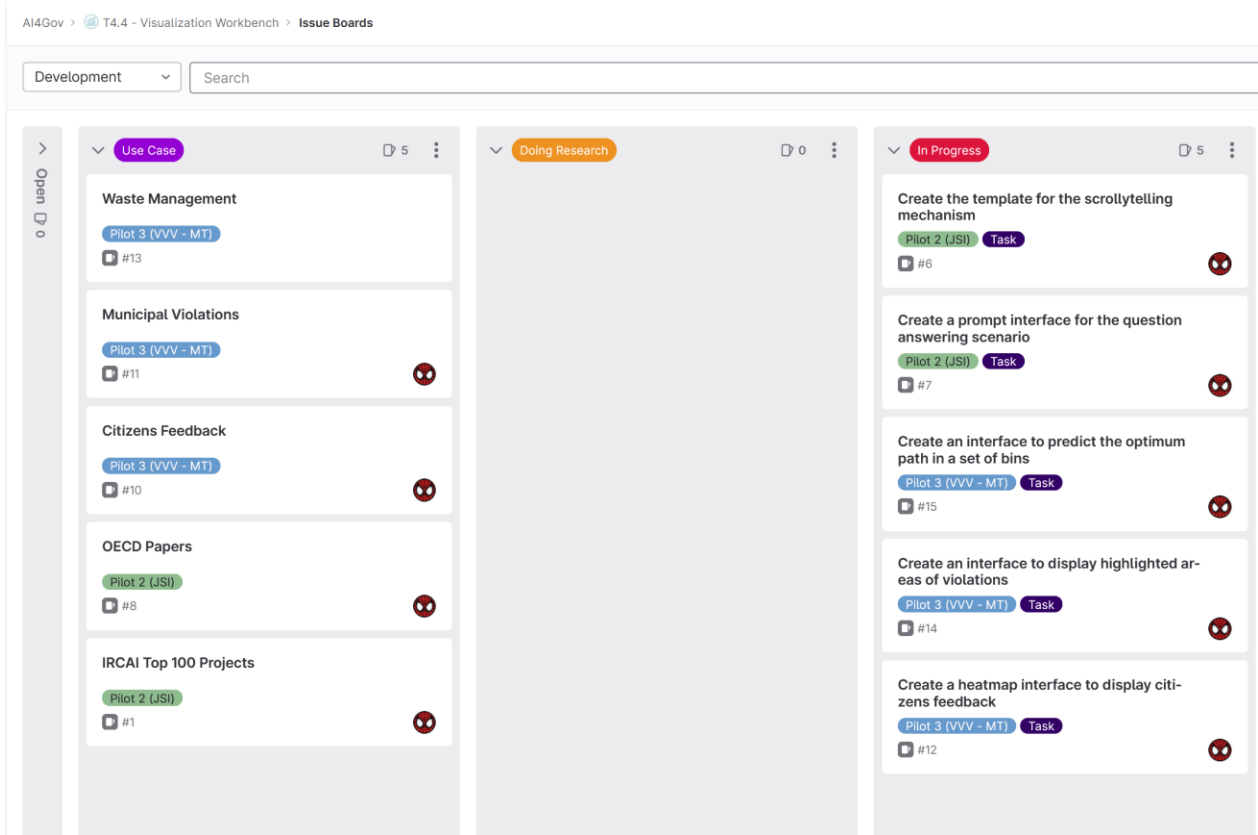 AI4Gov > T4.4 - Visualization Workbench > Issue Boards
Development
Search
Open 0
Use Case 5
Waste Management
Pilot 3 (VVV - MT)
#13
Municipal Violations
Pilot 3 (VVV - MT)
#11
Citizens Feedback
Pilot 3 (VVV - MT)
#10
OECD Papers
Pilot 2 (JSI)
#8
IRCAI Top 100 Projects
Pilot 2 (JSI)
#1
Doing Research 0
In Progress 5
Create the template for the scrollytelling
mechanism
Pilot 2 (JSI) Task
#6
Create a prompt interface for the question
answering scenario
Pilot 2 (JSI) Task
#7
Create an interface to predict the optimum
path in a set of bins
Pilot 3 (VVV - MT) Task
#15
Create an interface to display highlighted ar-
eas of violations
Pilot 3 (VVV - MT) Task
#14
Create a heatmap interface to display citi-
zens feedback
Pilot 3 (VVV - MT) Task
#12